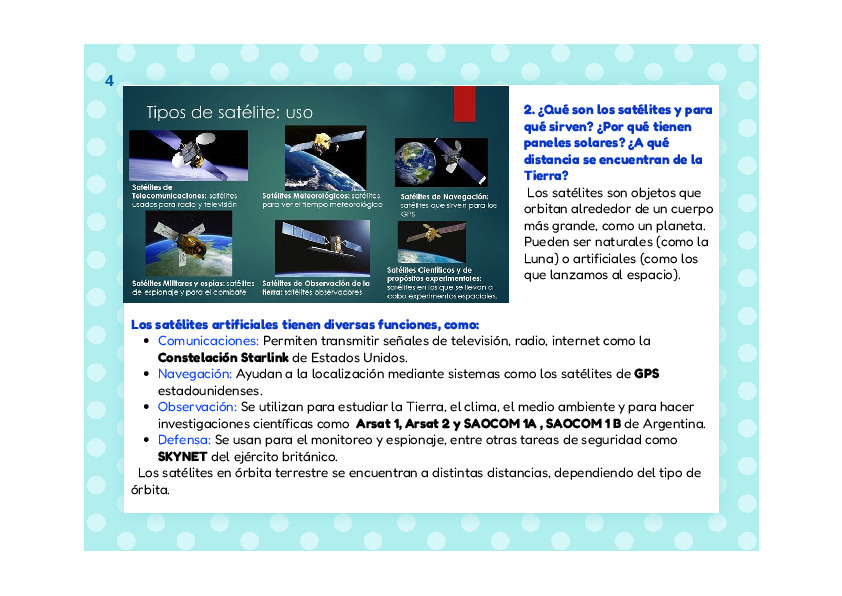 4
Tipos de satélite: uso
Satélites de
Telecomunicaciones: satélites
usados para radio y televisión
Satélites Meteorológicos: satélites
para ver el tiempo meteorológico
Satélites de Navegación:
satélites que sirven para los
GPS
Satélites Militares y espías: satélites
de espionaje y para el combate
Satélites de Observación de la
tierra: satélites observadores
Satélites Científicos y de
propósitos experimentales:
satélites en los que se llevan a
cabo experimentos espaciales.
2. ¿Qué son los satélites y para
qué sirven? ¿Por qué tienen
paneles solares? ¿A qué
distancia se encuentran de la
Tierra?
Los satélites son objetos que
orbitan alrededor de un cuerpo
más grande, como un planeta.
Pueden ser naturales (como la
Luna) o artificiales (como los
que lanzamos al espacio).
Los satélites artificiales tienen diversas funciones, como:
• Comunicaciones: Permiten transmitir señales de televisión, radio, internet como la
Constelación Starlink de Estados Unidos.
• Navegación: Ayudan a la localización mediante sistemas como los satélites de GPS
estadounidenses.
• Observación: Se utilizan para estudiar la Tierra, el clima, el medio ambiente y para hacer
investigaciones científicas como Arsat 1, Arsat 2 y SAOCOM 1A , SAOCOM 1 B de Argentina.
• Defensa: Se usan para el monitoreo y espionaje, entre otras tareas de seguridad como
SKYNET del ejército británico.
Los satélites en órbita terrestre se encuentran a distintas distancias, dependiendo del tipo de
órbita.